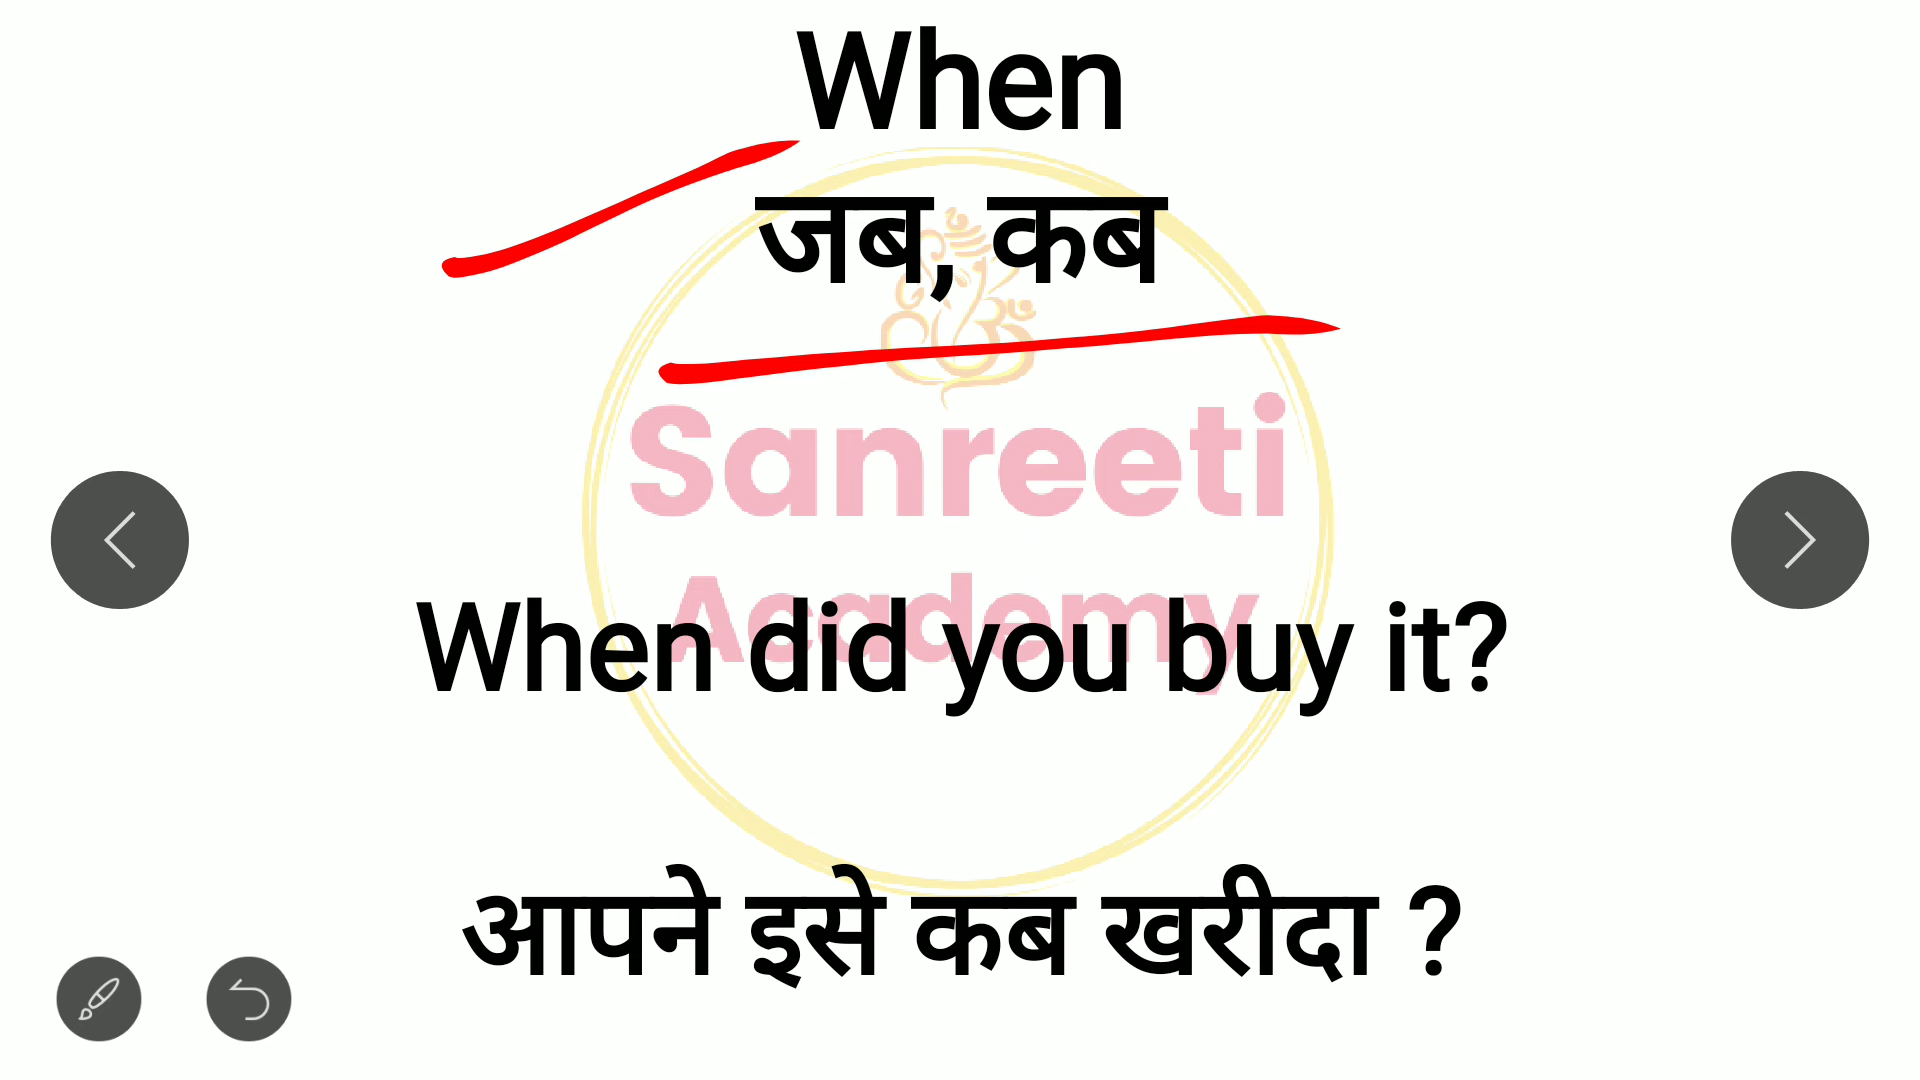 When
जब, कब
Sanreeti
Academy
When did you buy it?
आपने इसे कब खरीदा ?